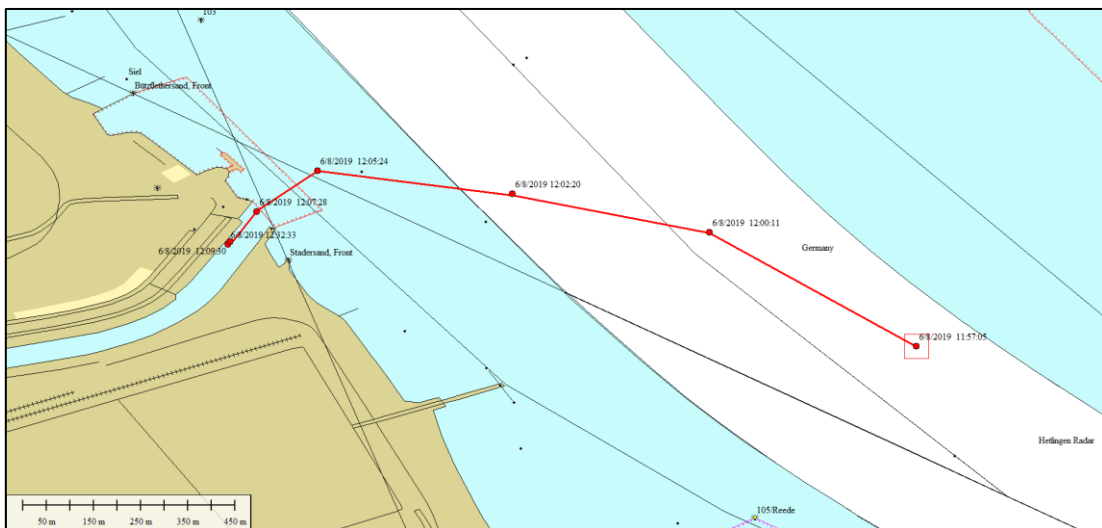 103
Siel
Bützflethersand, Front
6/8/2019 12:05:24
6/8/2019 12:02:20
6/8/2019 12:07:28
6/8/2019 12:00:11
6/8/2019 12:32:33
6/8/2019 12:09:30
Stadersand, Front
Germany
6/8/2019 11:57:05
Hetlingen Radar
105/Reede
50 m 150 m 250 m 350 m 450 m